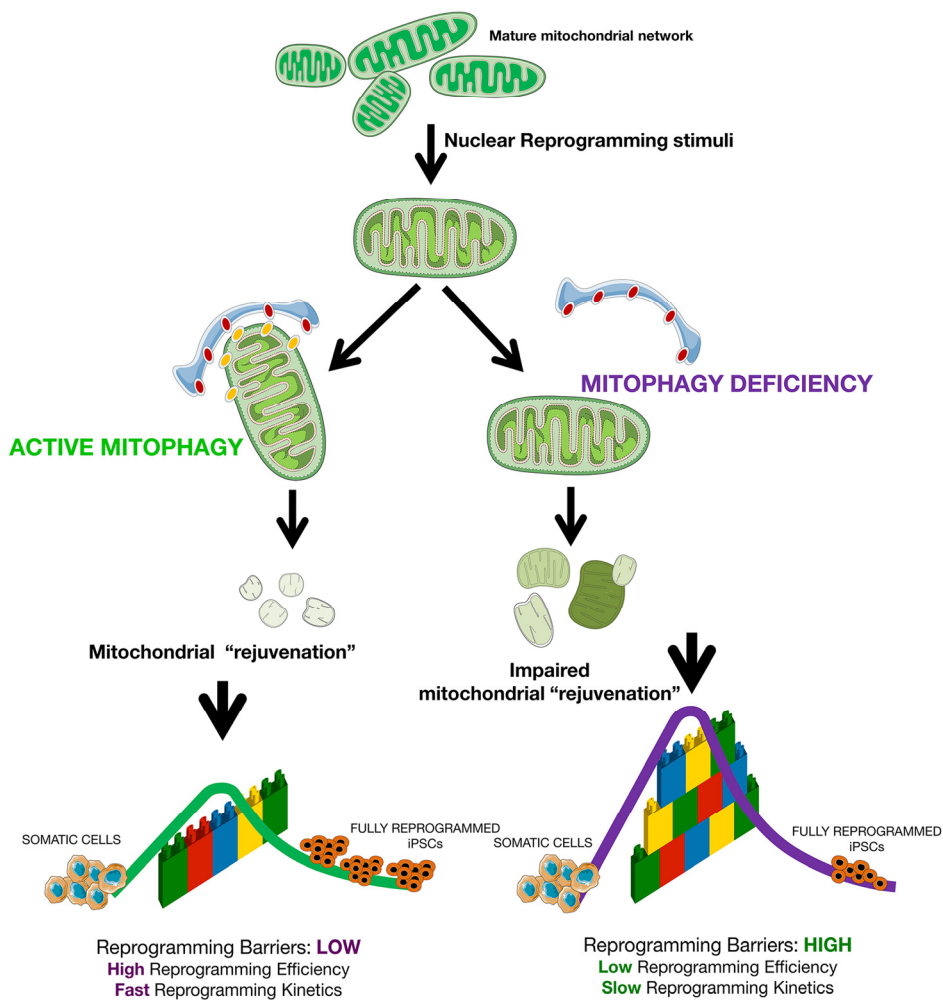 Mature mitochondrial network
Nuclear Reprogramming stimuli
ACTIVE MITOPHAGY
MITOPHAGY DEFICIENCY
Mitochondrial “rejuvenation”
Impaired
mitochondrial “rejuvenation”
SOMATIC CELLS
FULLY REPROGRAMMED
iPSCs
Reprogramming Barriers: LOW
High Reprogramming Efficiency
Fast Reprogramming Kinetics
SOMATIC CELLS
FULLY REPROGRAMMED
iPSCs
Reprogramming Barriers: HIGH
Low Reprogramming Efficiency
Slow Reprogramming Kinetics